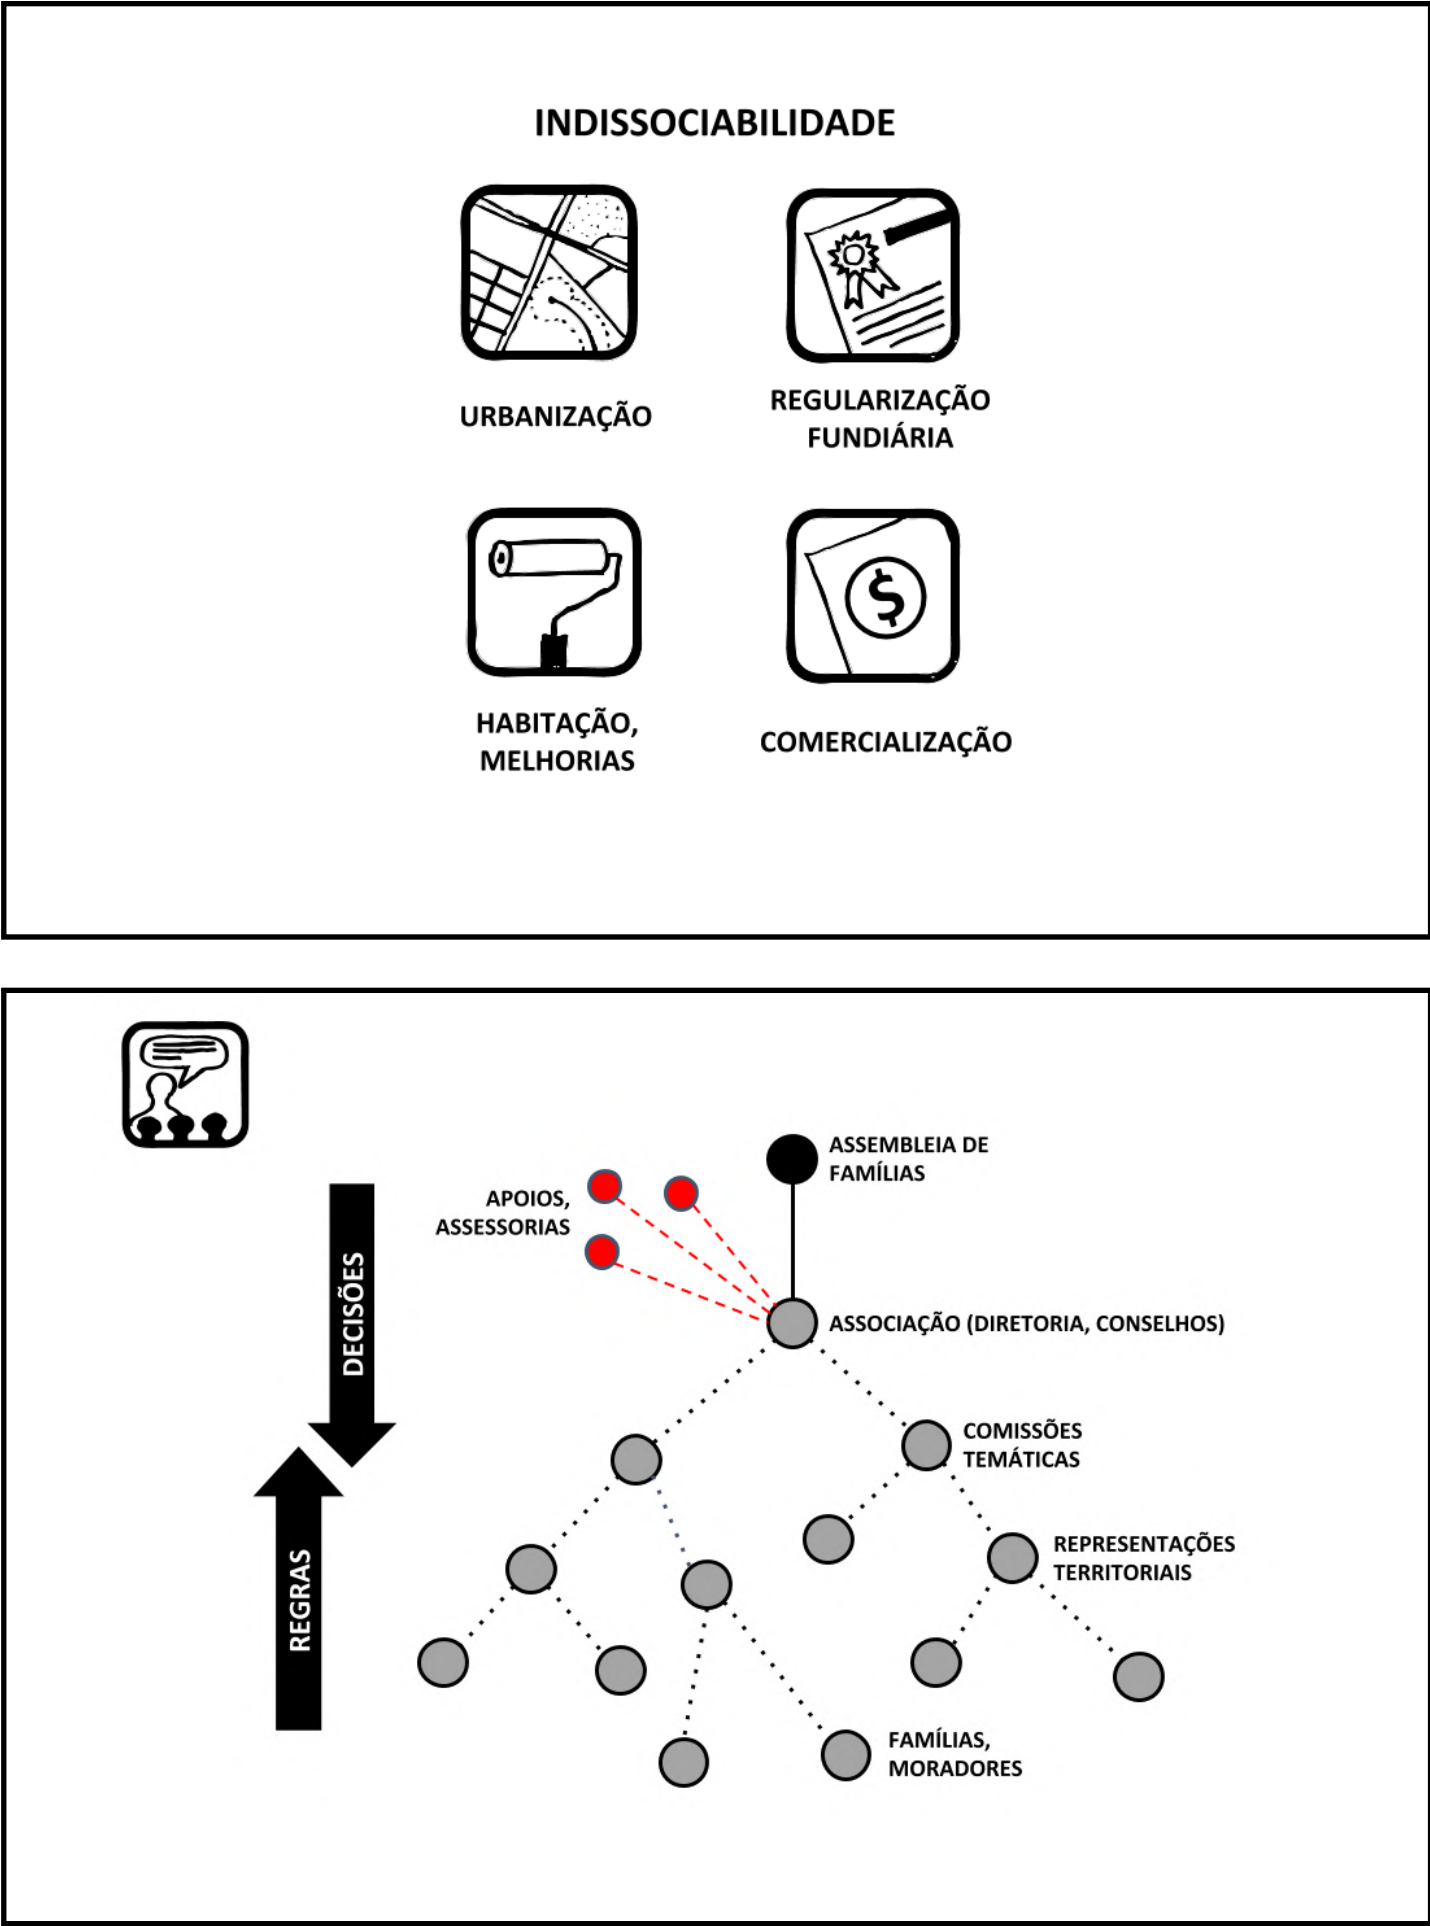 INDISSOCIABILIDADE
URBANIZAÇÃO
REGULARIZAÇÃO
FUNDIÁRIA
HABITAÇÃO,
MELHORIAS
$
COMERCIALIZAÇÃO
ASSEMBLEIA DE
FAMÍLIAS
APOIOS,
ASSESSORIAS
DECISÕES
ASSOCIAÇÃO (DIRETORIA, CONSELHOS)
COMISSÕES
TEMÁTICAS
REGRAS
REPRESENTAÇÕES
TERRITORIAIS
FAMÍLIAS,
MORADORES